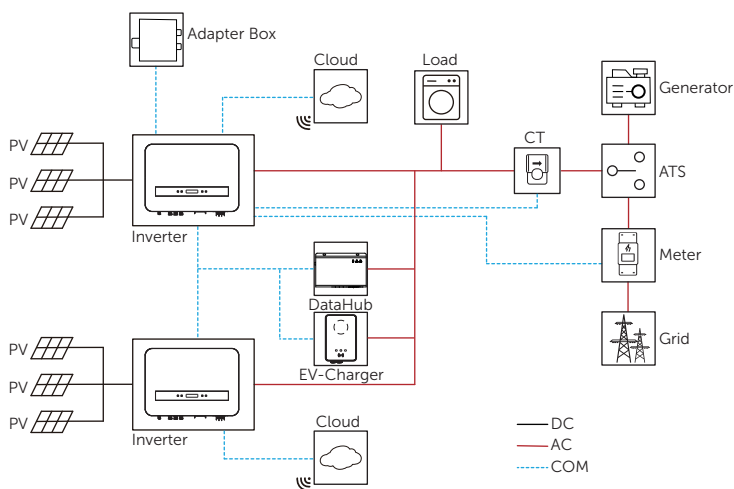 Adapter Box
Cloud
Load
Generator
PV
CT
PV
ATS
PV
Inverter
Meter
DataHub
PV
Grid
EV-Charger
PV
PV
Inverter
Cloud
DC
AC
COM